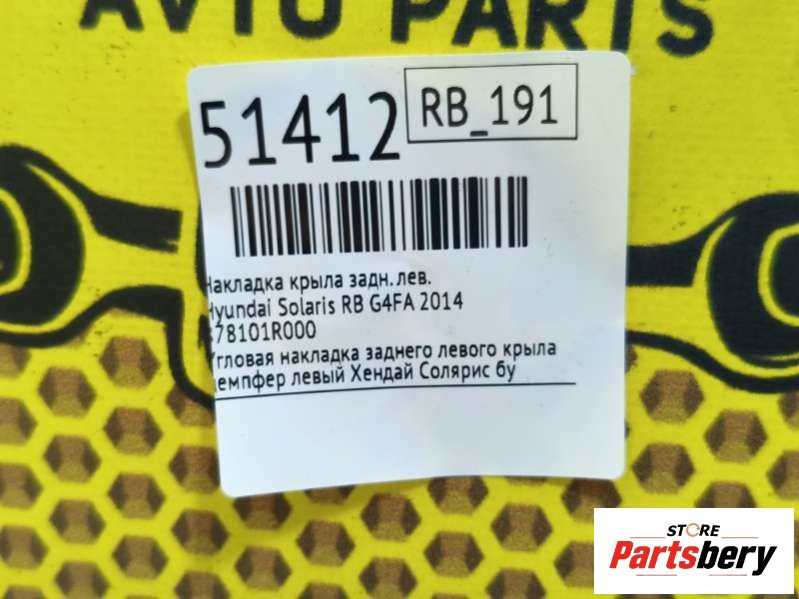 AVTO PARTS
51412
RB_191
Накладка крыла задн.лев.
Hyundai Solaris RB G4FA 2014
78101R000
Угловая накладка заднего левого крыла
демпфер левый Хендай Солярис бу
STORE
Partsbery